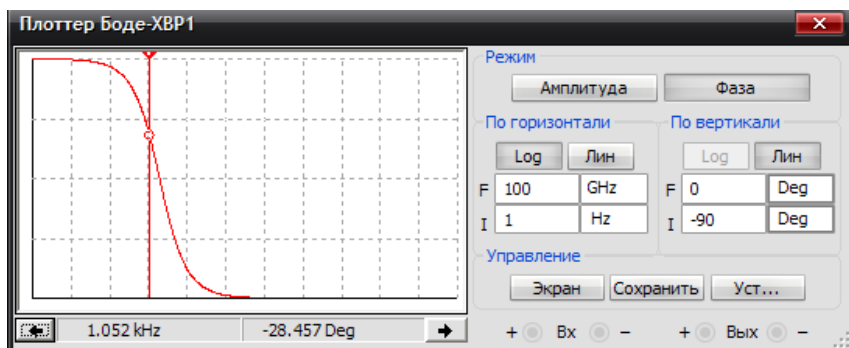 Плоттер Боде-XBP1
Режим
Амплитуда Фаза
По горизонтали По вертикали
Log Лин Log Лин
F 100 GHz F 0 Deg
I 1 Hz I -90 Deg
Управление
Экран Сохранить Уст...
1.052 kHz -28.457 Deg + Вх - + Вых -